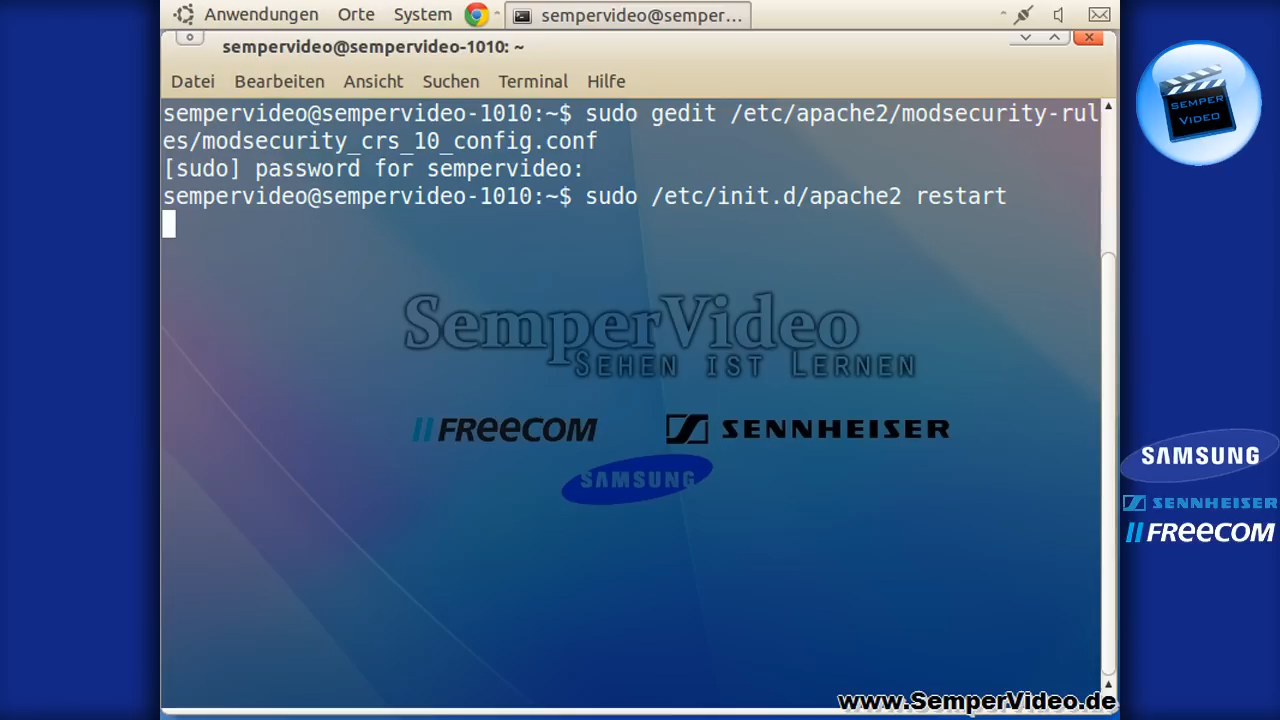 Anwendungen Orte System sempervideo@semper...
sempervideo@sempervideo-1010: ~
Datei Bearbeiten Ansicht Suchen Terminal Hilfe
sempervideo@sempervideo-1010:~$ sudo gedit /etc/apache2/modsecurity-rul
es/modsecurity_crs_10_config.conf
[sudo] password for sempervideo:
sempervideo@sempervideo-1010:~$ sudo /etc/init.d/apache2 restart
SemperVideo
SEHEN IST LERNEN
FREECOM SENNHEISER
SAMSUNG
SEMPER
VIDEO
SAMSUNG
SENNHEISER
FREECOM
www.SemperVideo.de